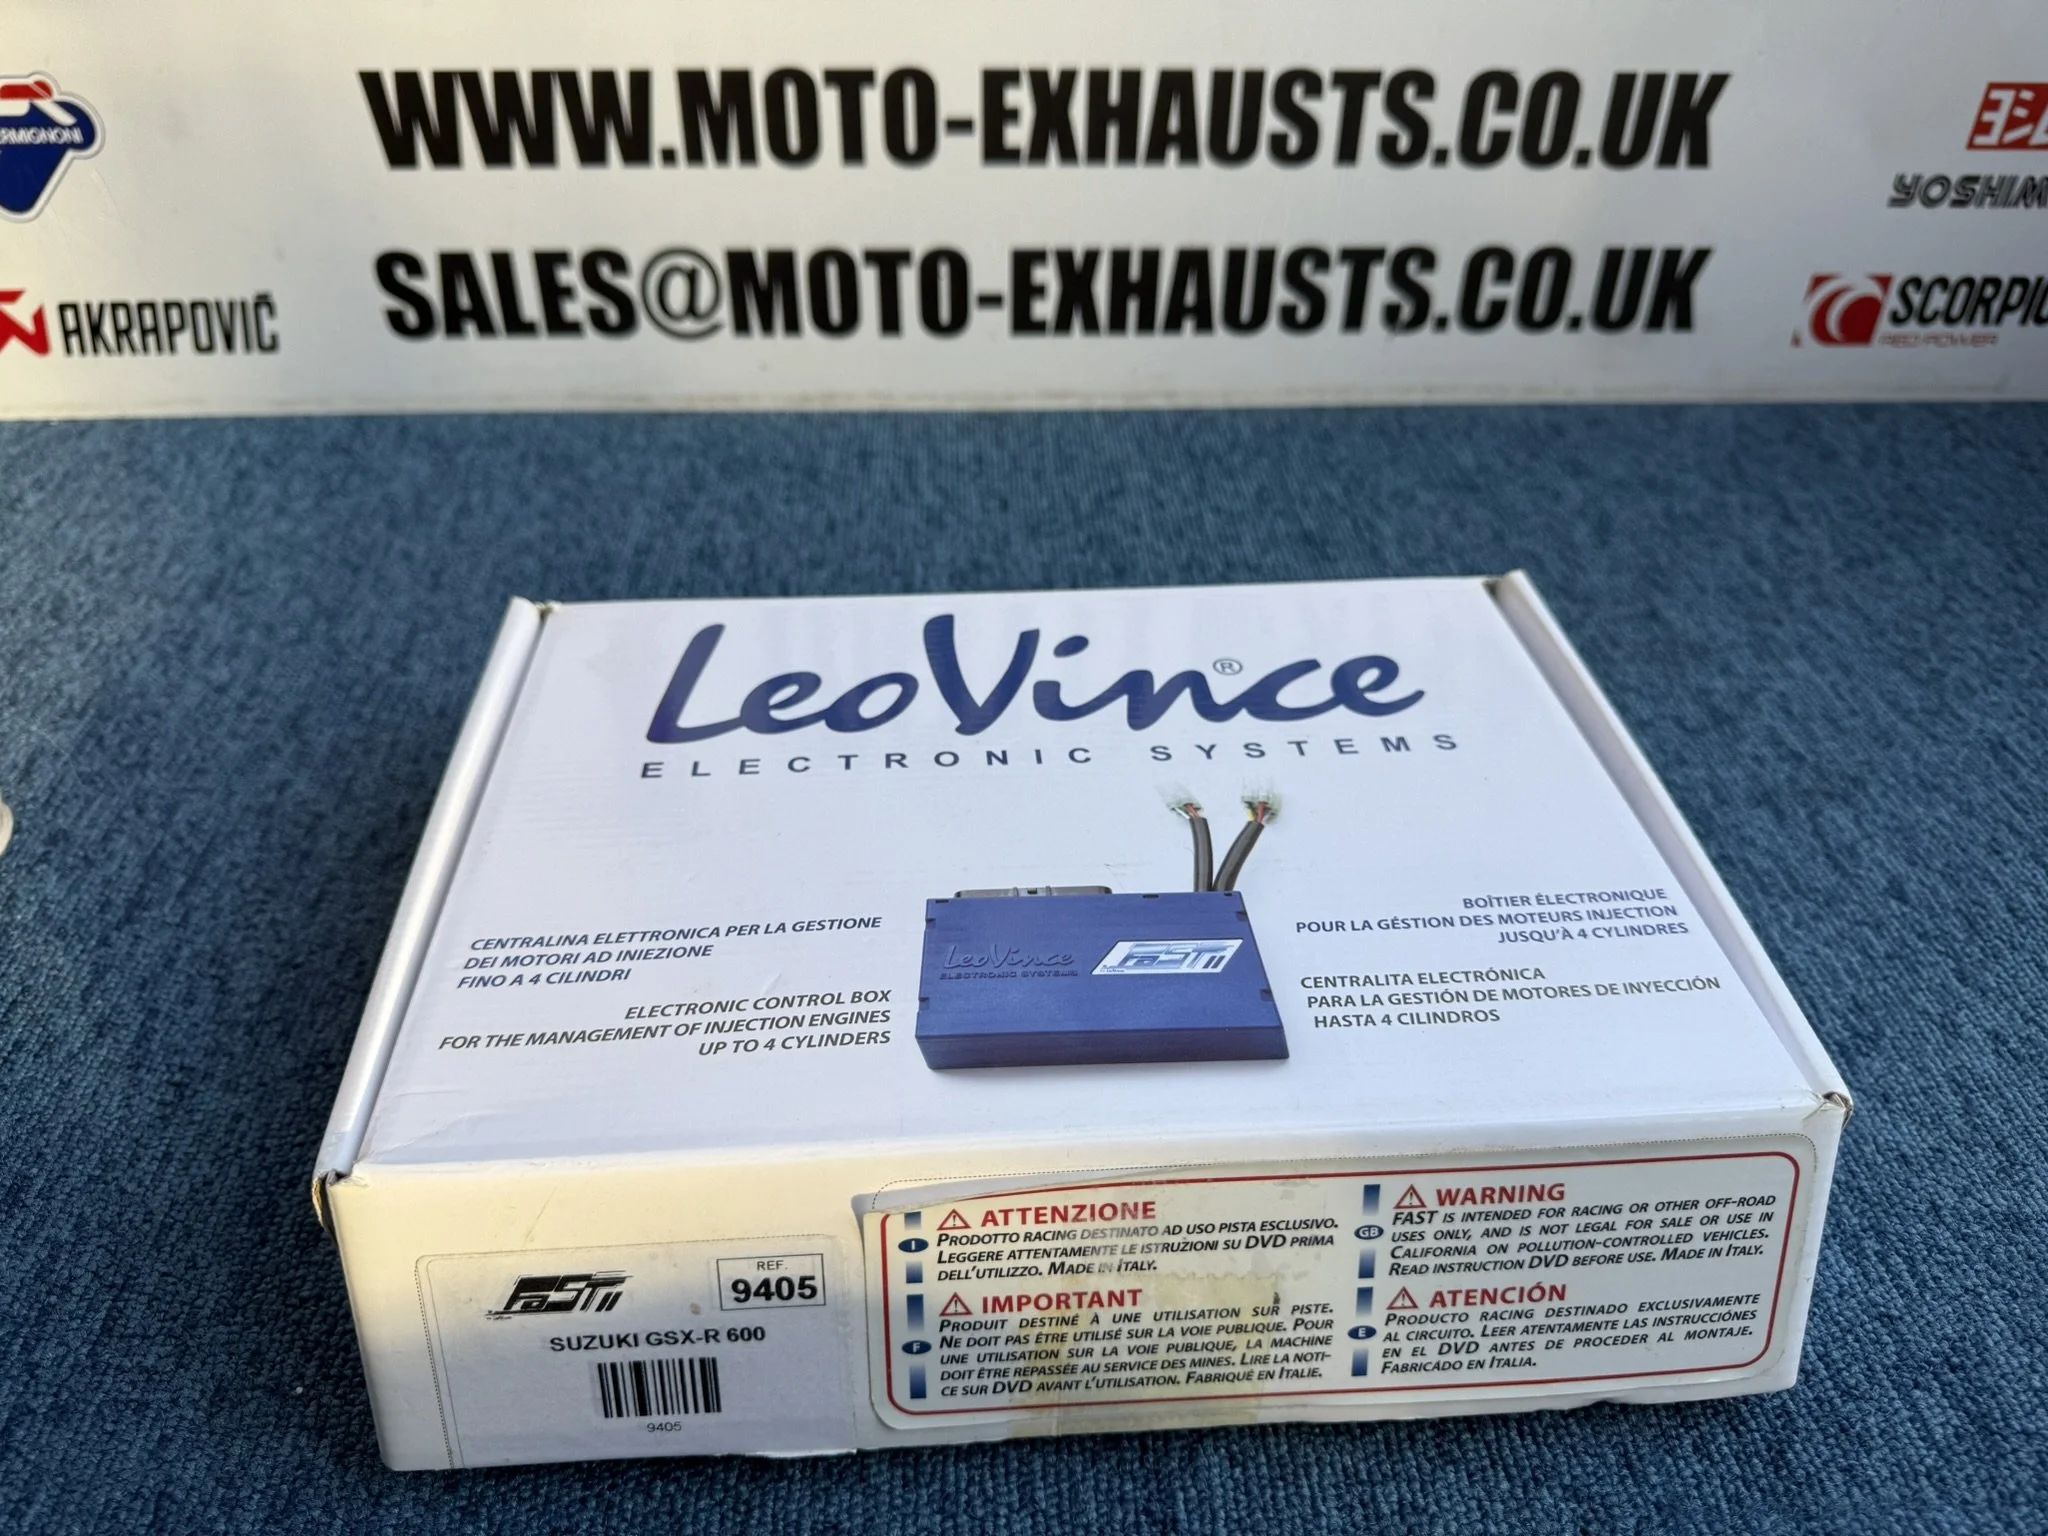 WWW.MOTO-EXHAUSTS.CO.UK
SALES@MOTO-EXHAUSTS.CO.UK
AKRAPOVIČ
LeoVince®
ELECTRONIC SYSTEMS
CENTRALINA ELETTRONICA PER LA GESTIONE
DEI MOTORI AD INIEZIONE
FINO A 4 CILINDRI
ELECTRONIC CONTROL BOX
FOR THE MANAGEMENT OF INJECTION ENGINES
UP TO 4 CYLINDERS
LeoVince
ELECTRONIC SYSTEMS
FaST II
BOÎTIER ÉLECTRONIQUE
POUR LA GÉSTION DES MOTEURS INJECTION
JUSQU'À 4 CYLINDRES
CENTRALITA ELECTRÓNICA
PARA LA GESTIÓN DE MOTORES DE INYECCIÓN
HASTA 4 CILINDROS
FaST II
REF.
9405
SUZUKI GSX-R 600
9405
ATTENZIONE
I
PRODOTTO RACING DESTINATO AD USO PISTA ESCLUSIVO.
LEGGERE ATTENTAMENTE LE ISTRUZIONI SU DVD PRIMA
DELL'UTILIZZO. MADE IN ITALY.
IMPORTANT
F
PRODUIT DESTINÉ À UNE UTILISATION SUR PISTE.
NE DOIT PAS ÊTRE UTILISÉ SUR LA VOIE PUBLIQUE. POUR
UNE UTILISATION SUR LA VOIE PUBLIQUE, LA MACHINE
DOIT ÊTRE REPASSÉE AU SERVICE DES MINES. LIRE LA NOTI-
CE SUR DVD AVANT L'UTILISATION. FABRIQUÉ EN ITALIE.
WARNING
GB
FAST IS INTENDED FOR RACING OR OTHER OFF-ROAD
USES ONLY, AND IS NOT LEGAL FOR SALE OR USE IN
CALIFORNIA ON POLLUTION-CONTROLLED VEHICLES.
READ INSTRUCTION DVD BEFORE USE. MADE IN ITALY.
ATENCIÓN
E
PRODUCTO RACING DESTINADO EXCLUSIVAMENTE
AL CIRCUITO. LEER ATENTAMENTE LAS INSTRUCCIÓNES
EN EL DVD ANTES DE PROCEDER AL MONTAJE.
FABRICADO EN ITALIA.